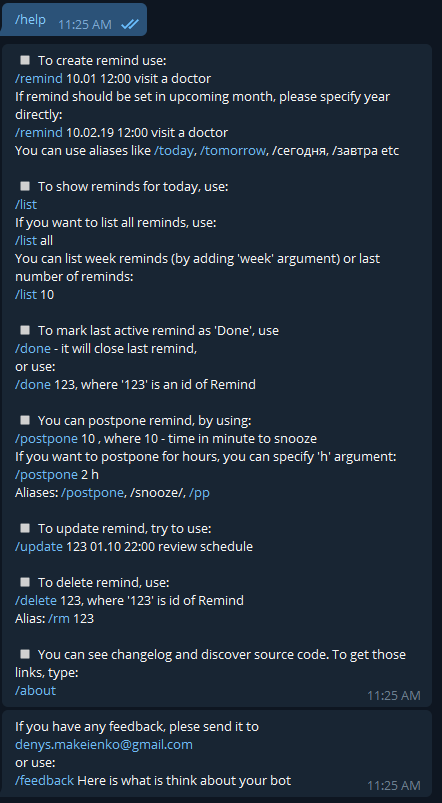 /help
11:25 AM
To create remind use:
/remind 10.01 12:00 visit a doctor
If remind should be set in upcoming month, please specify year
directly:
/remind 10.02.19 12:00 visit a doctor
You can use aliases like /today, /tomorrow, /сегодня, /завтра etc
To show reminds for today, use:
/list
If you want to list all reminds, use:
/list all
You can list week reminds (by adding 'week' argument) or last
number of reminds:
/list 10
To mark last active remind as 'Done', use
/done - it will close last remind,
or use:
/done 123, where '123' is an id of Remind
You can postpone remind, by using:
/postpone 10 , where 10 - time in minute to snooze
If you want to postpone for hours, you can specify 'h' argument:
/postpone 2 h
Aliases: /postpone, /snooze/, /pp
To update remind, try to use:
/update 123 01.10 22:00 review schedule
To delete remind, use:
/delete 123, where '123' is id of Remind
Alias: /rm 123
You can see changelog and discover source code. To get those
links, type:
/about
11:25 AM
If you have any feedback, plese send it to
denys.makeienko@gmail.com
or use:
/feedback Here is what is think about your bot
11:25 AM